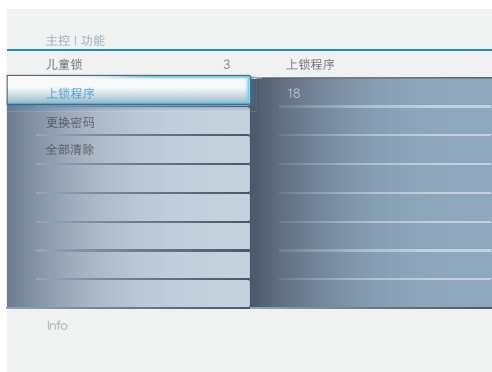 主控 | 功能
儿童锁 3 上锁程序
上锁程序 18
更换密码
全部清除
Info